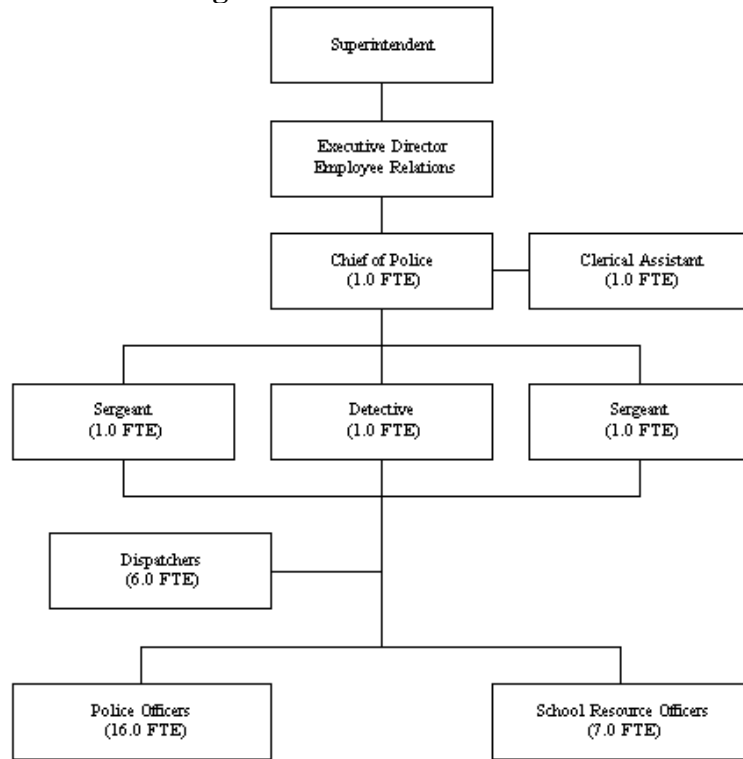 Superintendent
Executive Director
Employee Relations
Chief of Police
(1.0 FTE)
Clerical Assistant
(1.0 FTE)
Sergeant
(1.0 FTE)
Detective
(1.0 FTE)
Sergeant
(1.0 FTE)
Dispatchers
(6.0 FTE)
Police Officers
(16.0 FTE)
School Resource Officers
(7.0 FTE)